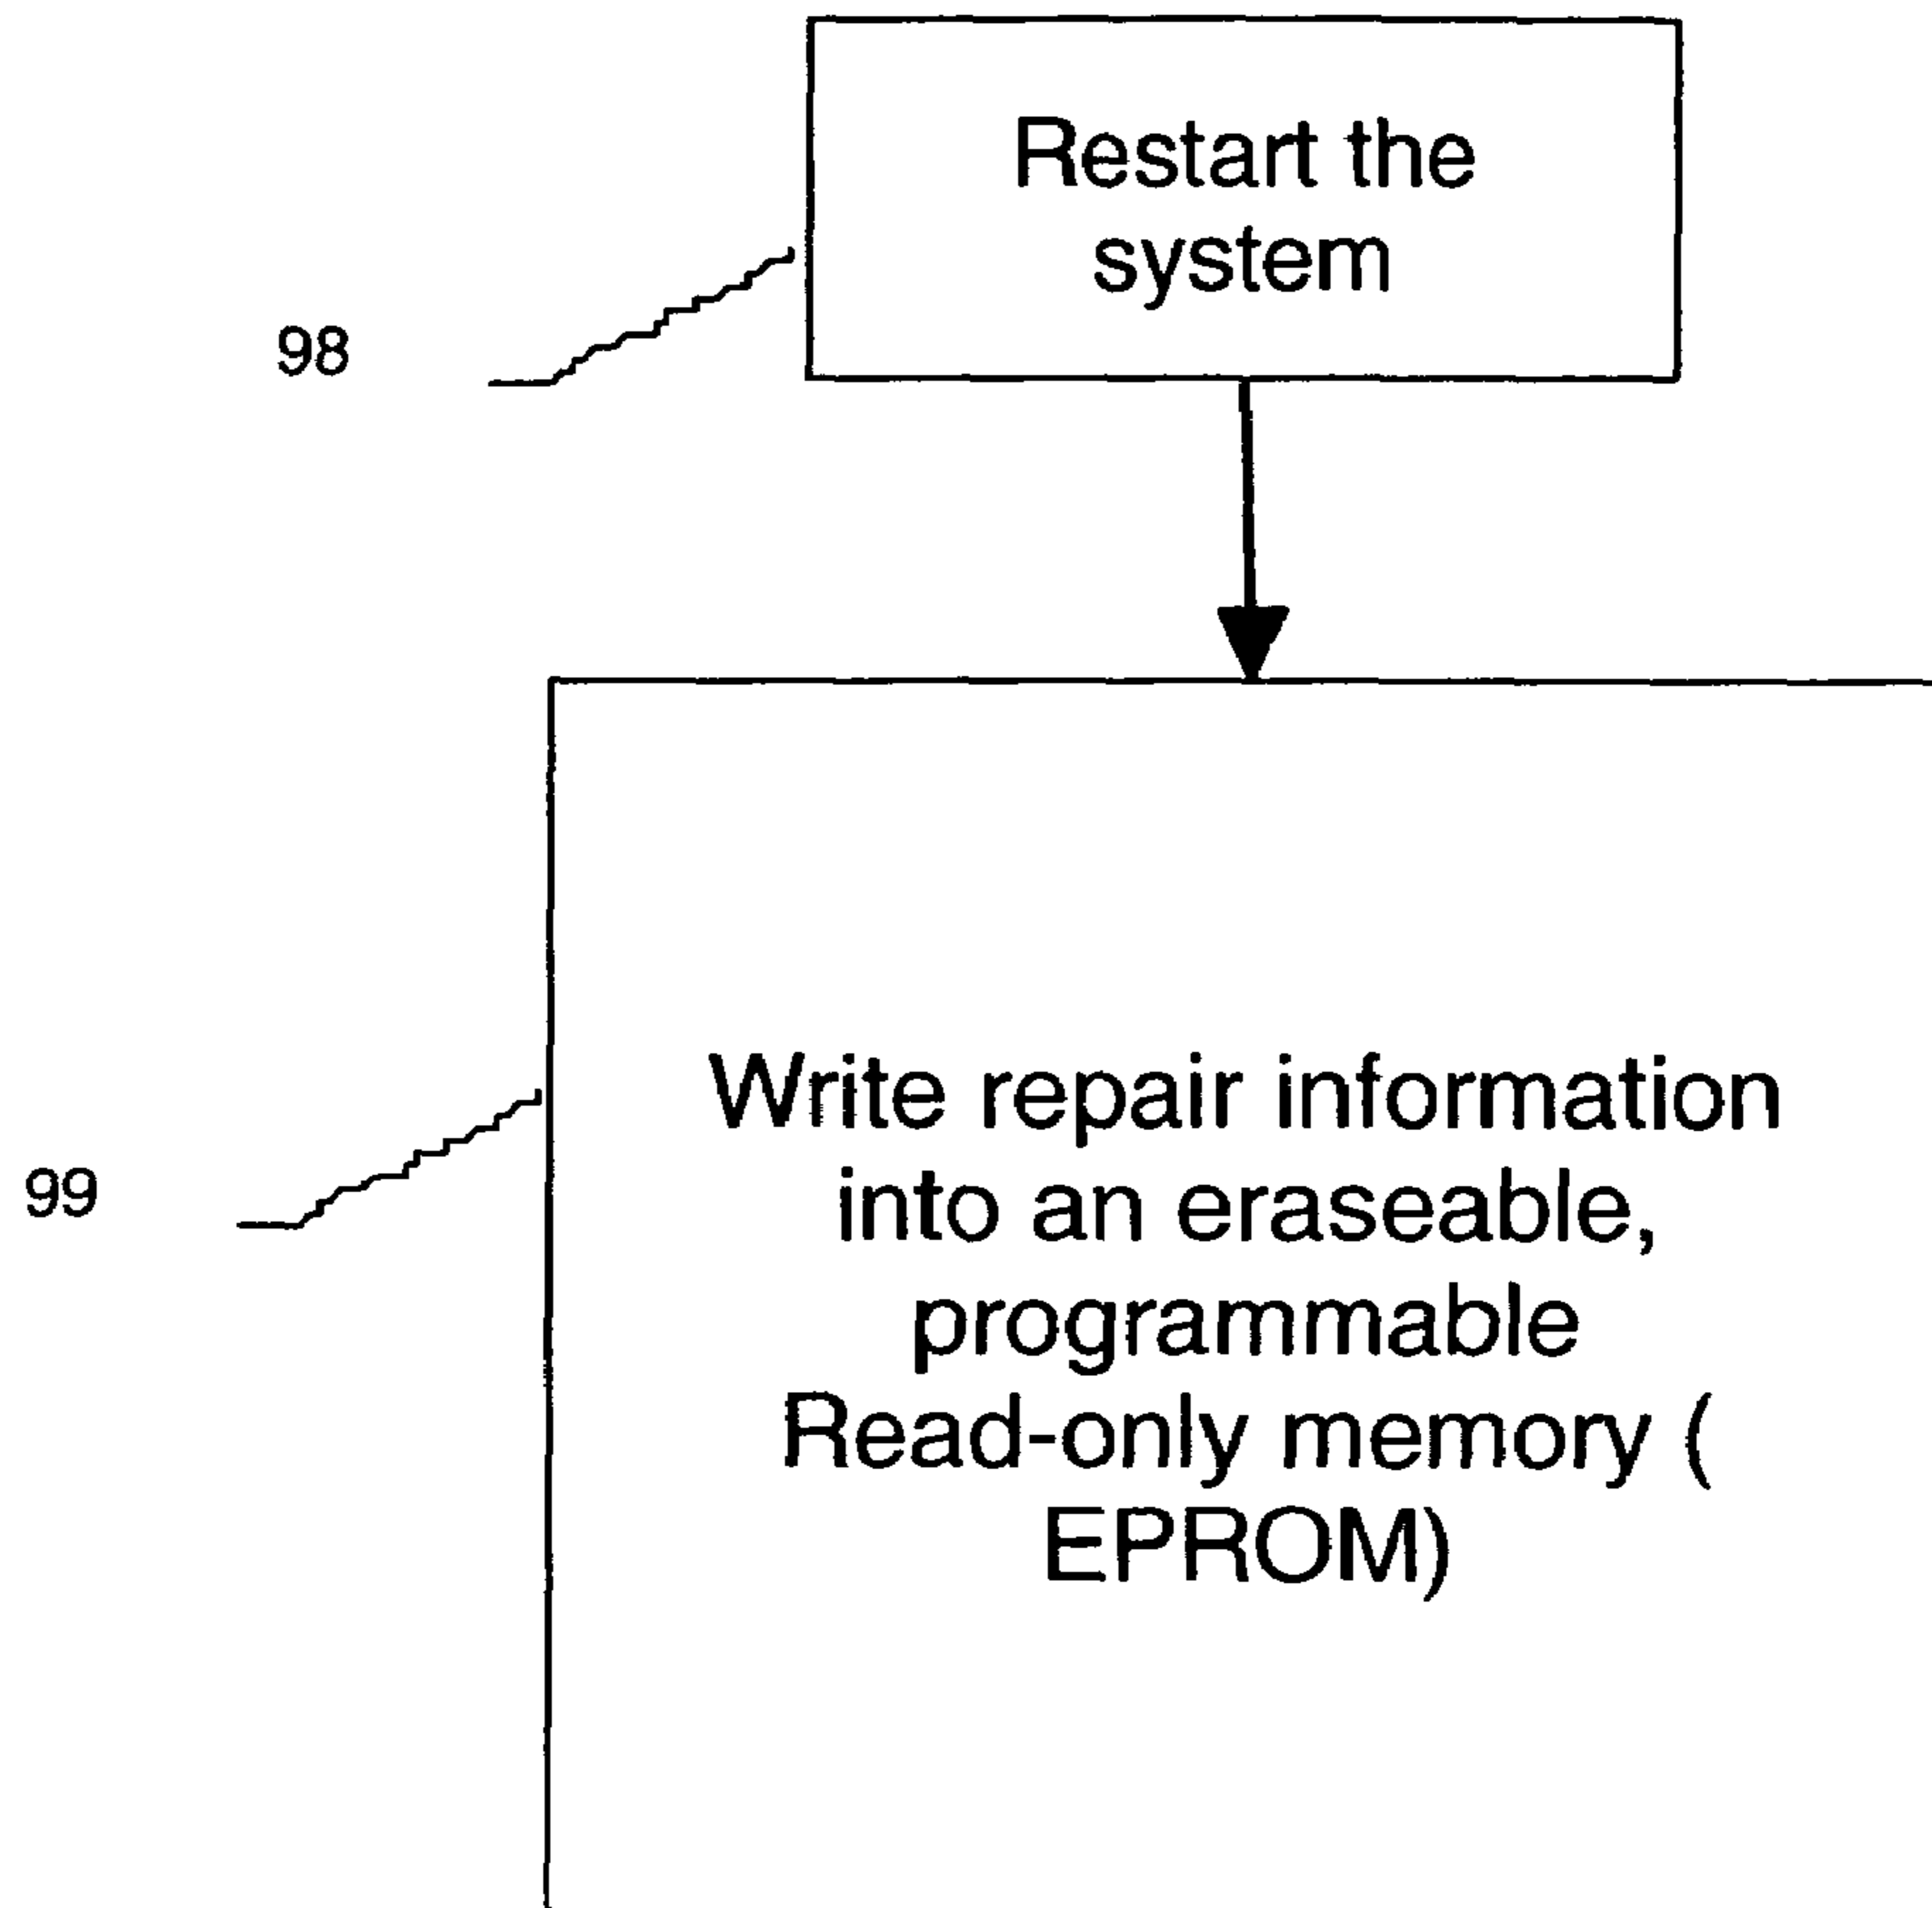 Restart the
system
98
Write repair information
into an eraseable,
99
programmable
Read-only memory (
EPROM)